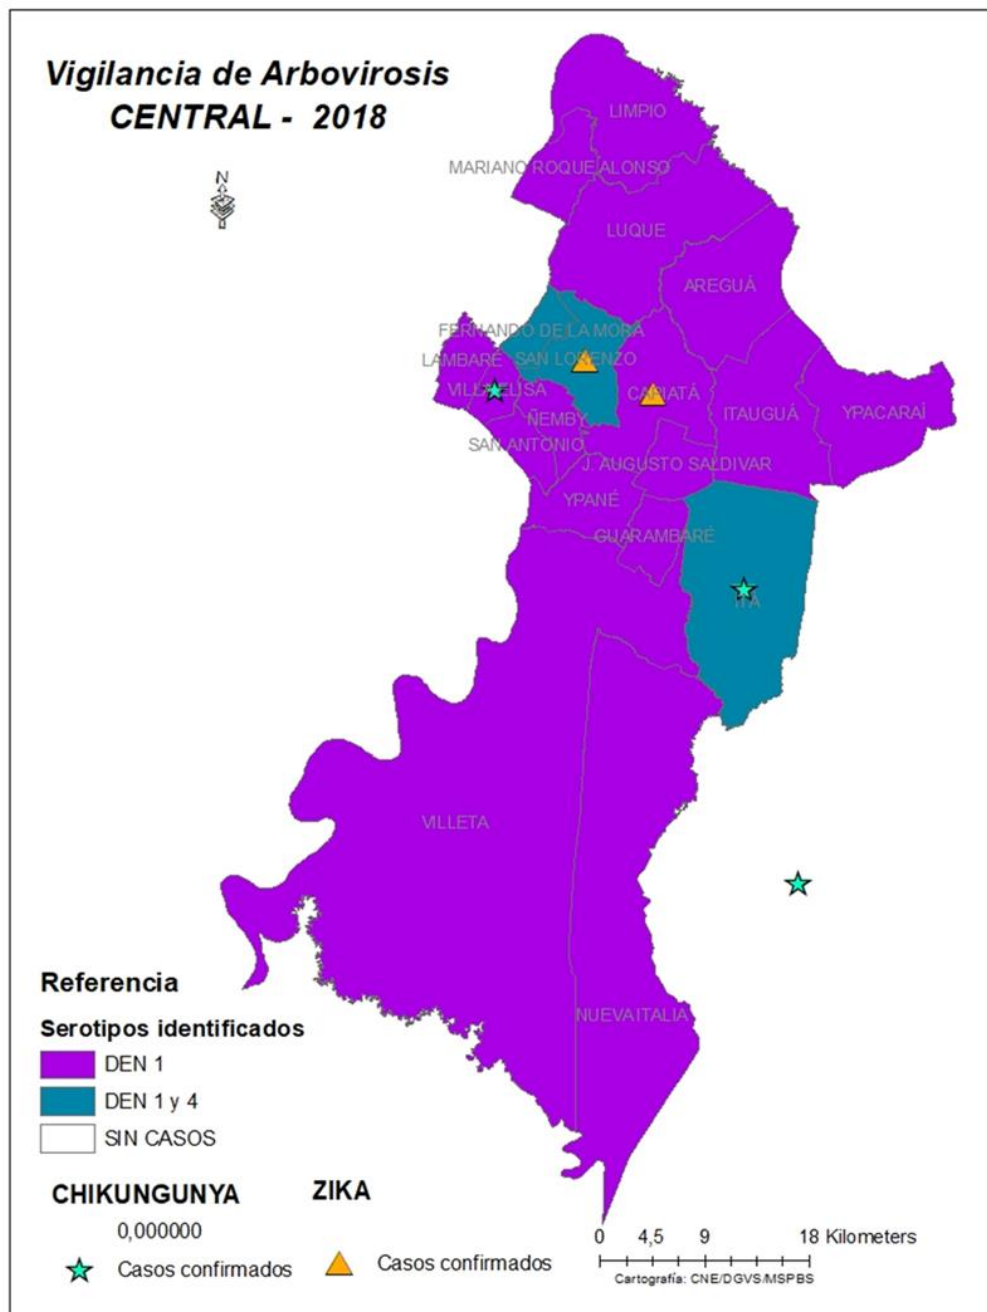 Vigilancia de Arbovirosis
CENTRAL - 2018
N
LIMPIO
MARIANO ROQUE ALONSO
LUQUE
AREGUÁ
FERNANDO DE LA MORA
LAMBARÉ
SAN LORENZO
VILLA ELISA
CAPIATÁ
ITAUGUÁ
YPACARAÍ
ÑEMBY
SAN ANTONIO
J. AUGUSTO SALDIVAR
YPANÉ
GUARAMBARÉ
ITÁ
VILLETA
NUEVA ITALIA
Referencia
Serotipos identificados
DEN 1
DEN 1 y 4
SIN CASOS
CHIKUNGUNYA
0,000000
Casos confirmados
ZIKA
Casos confirmados
0 4,5 9 18 Kilometers
Cartografía: CNE/DGVS/MSPBS